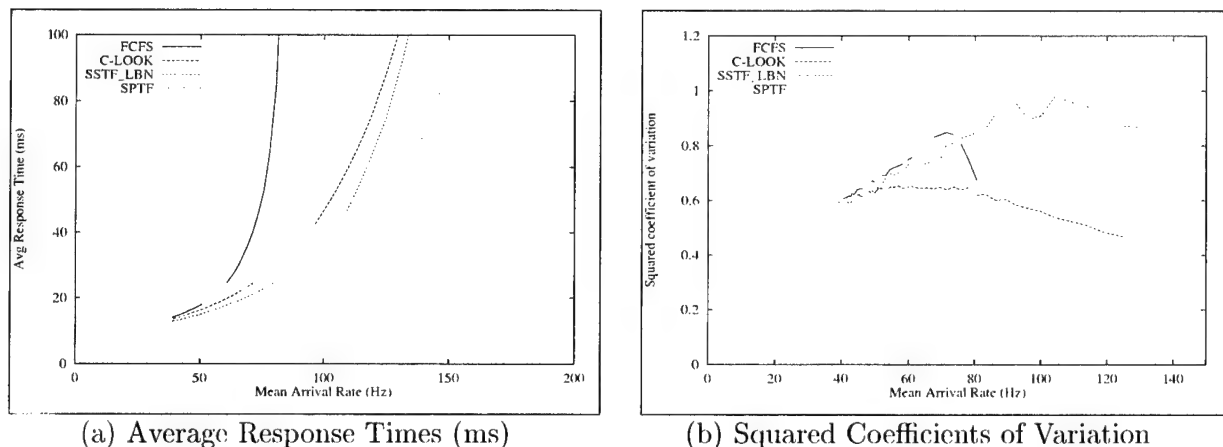 100
80
60
40
20
0
Avg Response Time (ms)
FCFS
C-LOOK
SSTF_LBN
SPTF
0
50
100
150
200
Mean Arrival Rate (Hz)
(a) Average Response Times (ms)
1.2
1
0.8
0.6
0.4
0.2
0
Squared coefficient of variation
FCFS
C-LOOK
SSTF_LBN
SPTF
0
20
40
60
80
100
120
140
Mean Arrival Rate (Hz)
(b) Squared Coefficients of Variation